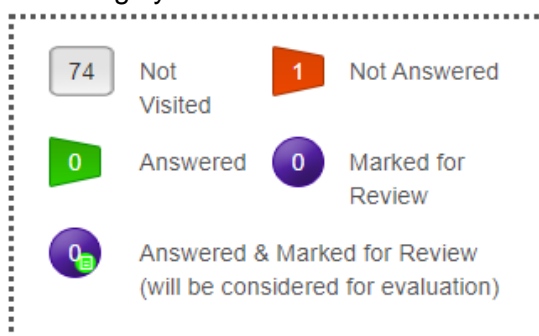 74 Not Visited
1 Not Answered
0 Answered
0 Marked for Review
0 Answered & Marked for Review
(will be considered for evaluation)